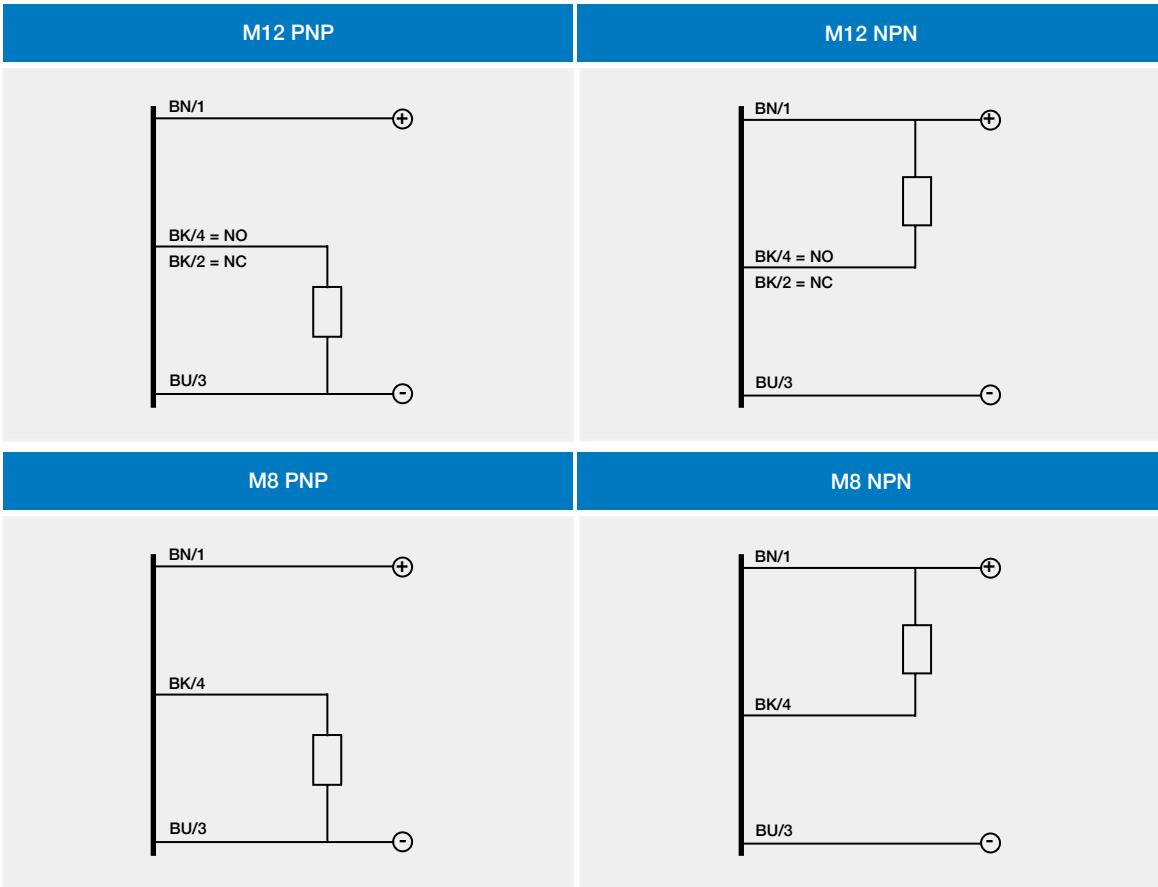 M12 PNP
M12 NPN
BN/1
+
BK/4 = NO
BK/2 = NC
BU/3
-
BN/1
+
BK/4 = NO
BK/2 = NC
BU/3
-
M8 PNP
M8 NPN
BN/1
+
BK/4
BU/3
-
BN/1
+
BK/4
BU/3
-